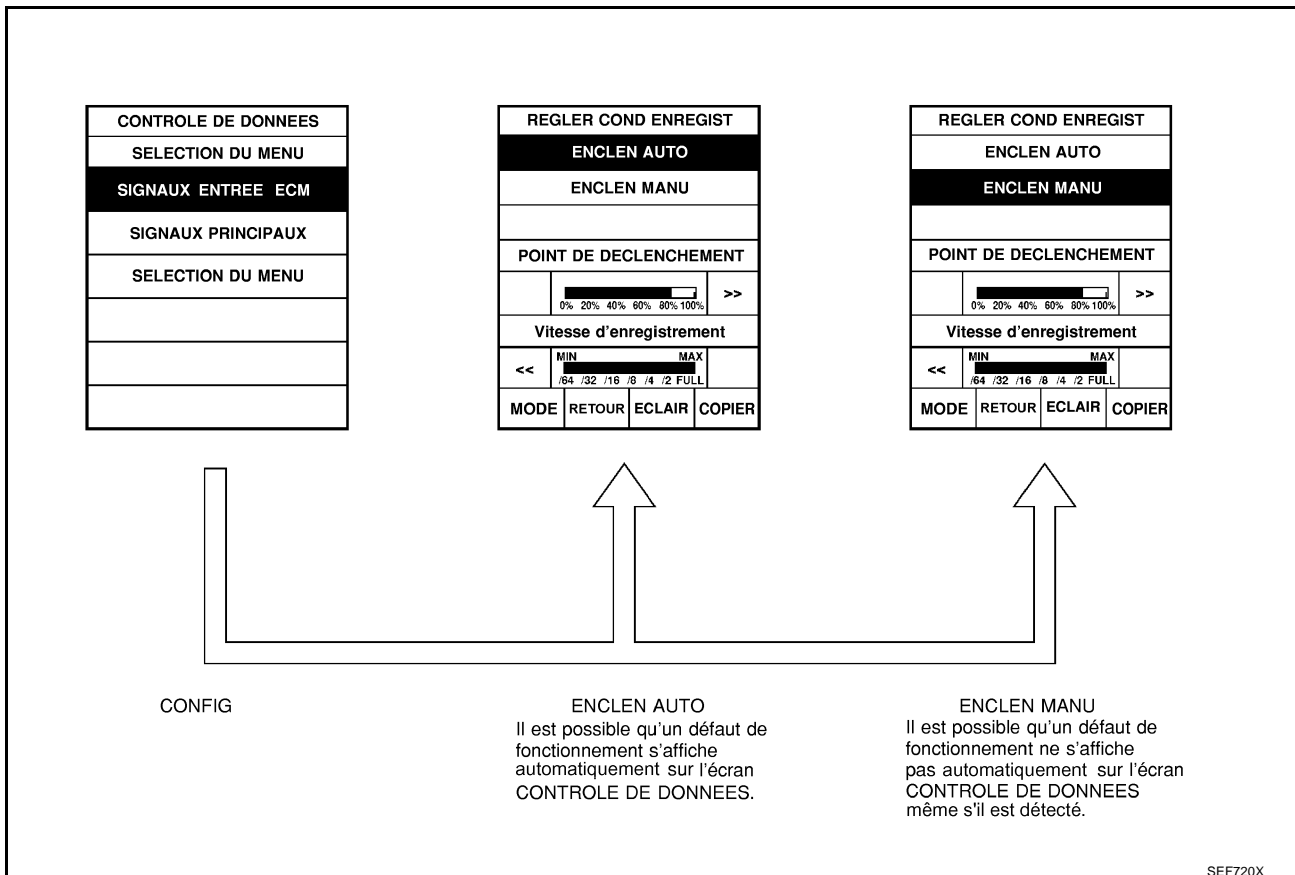 CONTROLE DE DONNEES
SELECTION DU MENU
SIGNAUX ENTREE ECM
SIGNAUX PRINCIPAUX
SELECTION DU MENU
REGLER COND ENREGIST
ENCLEN AUTO
ENCLEN MANU
POINT DE DECLENCHEMENT
>>
0% 20% 40% 60% 80% 100%
Vitesse d'enregistrement
MIN MAX
<<
/64 /32 /16 /8 /4 /2 FULL
MODE RETOUR ECLAIR COPIER
REGLER COND ENREGIST
ENCLEN AUTO
ENCLEN MANU
POINT DE DECLENCHEMENT
>>
0% 20% 40% 60% 80% 100%
Vitesse d'enregistrement
MIN MAX
<<
/64 /32 /16 /8 /4 /2 FULL
MODE RETOUR ECLAIR COPIER
CONFIG
ENCLEN AUTO
Il est possible qu'un défaut de
fonctionnement s'affiche
automatiquement sur l'écran
CONTROLE DE DONNEES.
ENCLEN MANU
Il est possible qu'un défaut de
fonctionnement ne s'affiche
pas automatiquement sur l'écran
CONTROLE DE DONNEES
même s'il est détecté.
SEF720X